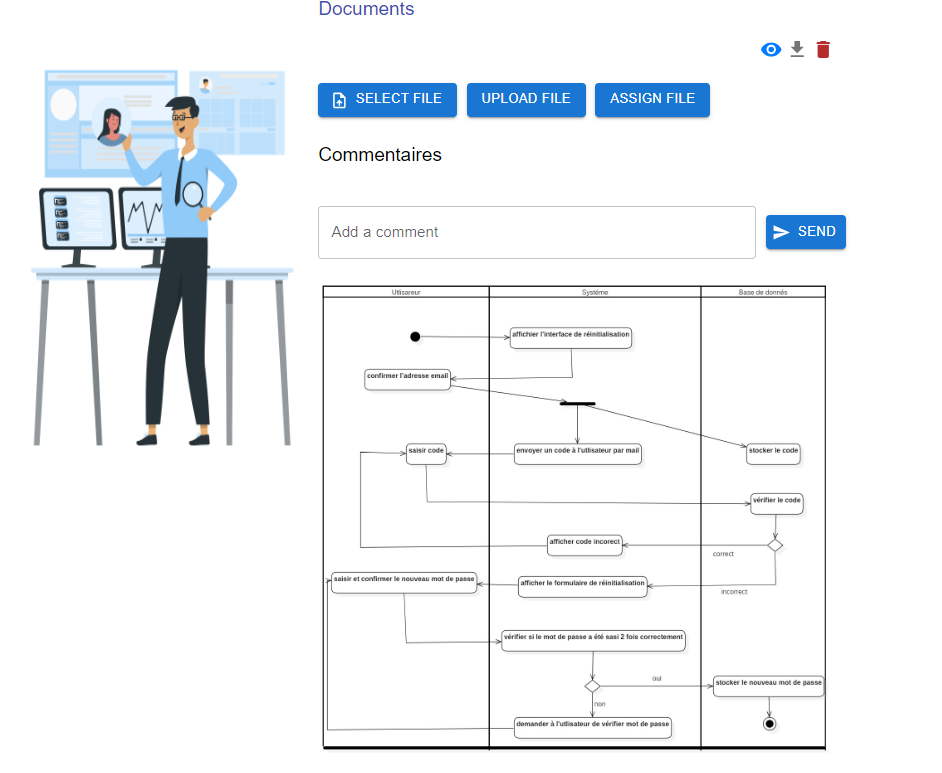 Documents
SELECT FILE
UPLOAD FILE
ASSIGN FILE
Commentaires
Add a comment
SEND
Utlisareur
Systéme
Base de donnés
affichier l'interface de réinitialisation
confirmer l'adresse email
saisir code
envoyer un code à l'utlisateur par mail
stocker le code
vérifier le code
afficher code incorect
correct
saisir et confirmer le nouveau mot de passe
afficher le formulaire de réinitialisation
incorrect
vérifier si le mot de passe a été sasi 2 fois correctement
oui
stocker le nouveau mot de passe
non
demander à l'utlisateur de vérifier mot de passe